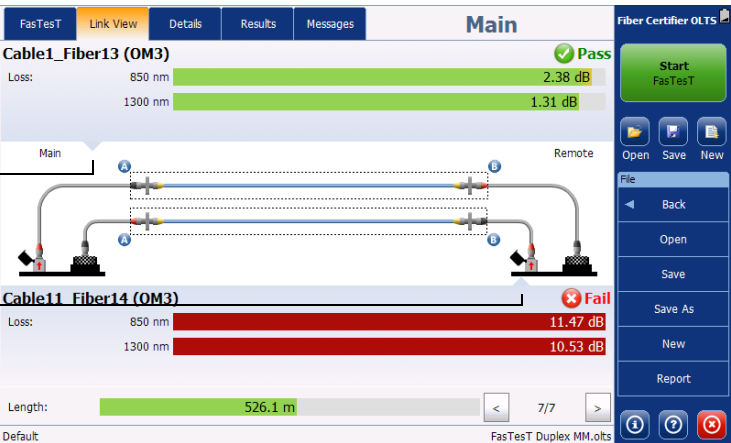 FasTesT Link View Details Results Messages Main Fiber Certifier OLTS
Cable1_Fiber13 (OM3) Pass
Loss: 850 nm 2.38 dB
1300 nm 1.31 dB
Start
FasTesT
Open Save New
Main A B Remote
A B
File
Back
Open
Save
Save As
New
Report
Cable11_Fiber14 (OM3) Fail
Loss: 850 nm 11.47 dB
1300 nm 10.53 dB
Length: 526.1 m < 7/7 >
Default FasTesT Duplex MM.olts